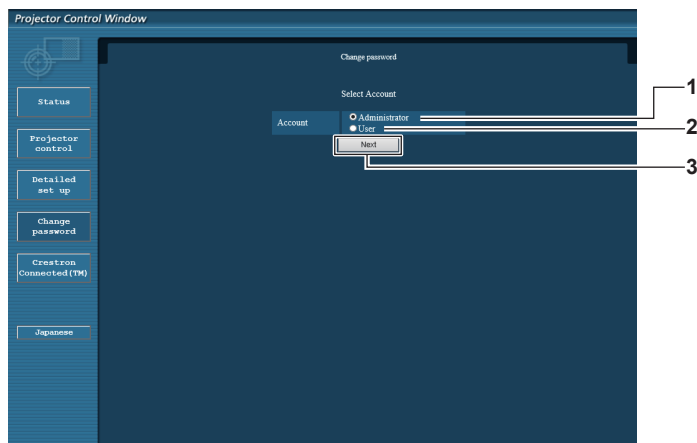 Projector Control Window
Change password
Select Account
Account
Administrator
User
Next
Status
Projector
control
Detailed
set up
Change
password
Crestron
Connected(TM)
Japanese
1
2
3